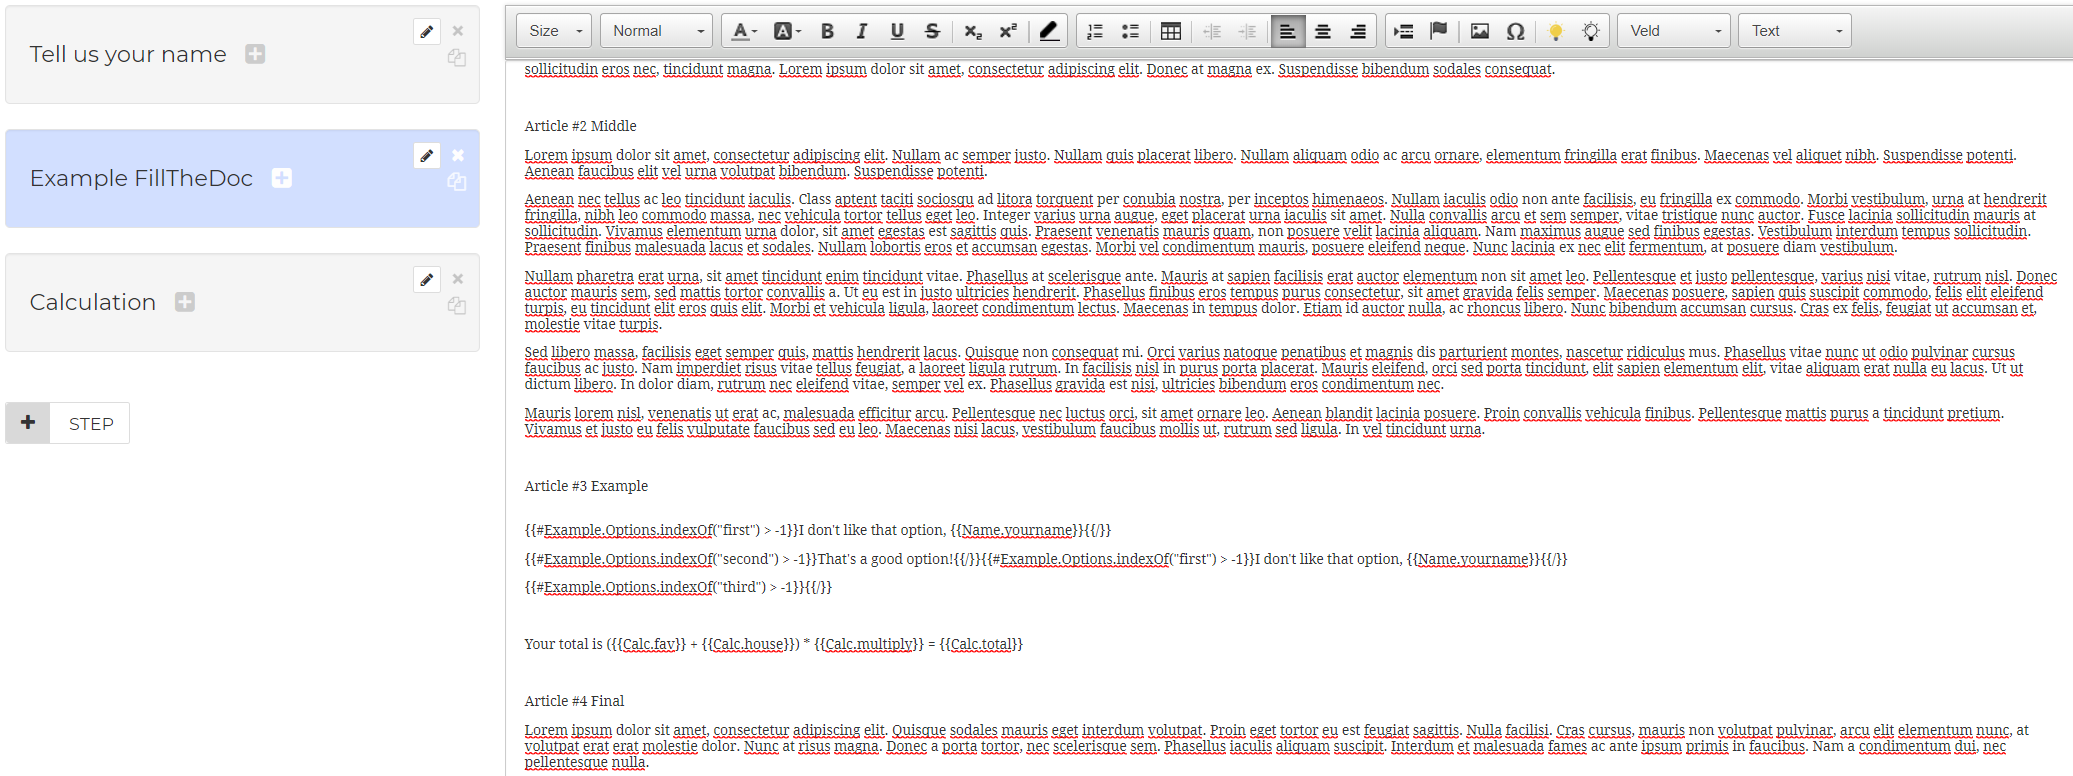 Tell us your name
Example FillTheDoc
Calculation
STEP
Size Normal A A B I U S x₂ x² Ω Veld Text
sollicitudin eros nec, tincidunt magna. Lorem ipsum dolor sit amet, consectetur adipiscing elit. Donec at magna ex. Suspendisse bibendum sodales consequat.
Article #2 Middle
Lorem ipsum dolor sit amet, consectetur adipiscing elit. Nullam ac semper justo. Nullam quis placerat libero. Nullam aliquam odio ac arcu ornare, elementum fringilla erat finibus. Maecenas vel aliquet nibh. Suspendisse potenti.
Aenean faucibus elit vel urna volutpat bibendum. Suspendisse potenti.
Aenean nec tellus ac leo tincidunt iaculis. Class aptent taciti sociosqu ad litora torquent per conubia nostra, per inceptos himenaeos. Nullam iaculis odio non ante facilisis, eu fringilla ex commodo. Morbi vestibulum, urna at hendrerit
fringilla, nibh leo commodo massa, nec vehicula tortor tellus eget leo. Integer varius urna augue, eget placerat urna iaculis sit amet. Nulla convallis arcu et sem semper, vitae tristique nunc auctor. Fusce lacinia sollicitudin mauris at
sollicitudin. Vivamus elementum urna dolor, sit amet egestas est sagittis quis. Praesent venenatis mauris quam, non posuere velit lacinia aliquam. Nam maximus augue sed finibus egestas. Vestibulum interdum tempus sollicitudin.
Praesent finibus malesuada lacus et sodales. Nullam lobortis eros et accumsan egestas. Morbi vel condimentum mauris, posuere eleifend neque. Nunc lacinia ex nec elit fermentum, at posuere diam vestibulum.
Nullam pharetra erat urna, sit amet tincidunt enim tincidunt vitae. Phasellus at scelerisque ante. Mauris at sapien facilisis erat auctor elementum non sit amet leo. Pellentesque et justo pellentesque, varius nisi vitae, rutrum nisl. Donec
auctor mauris sem, sed mattis tortor convallis a. Ut eu est in justo ultricies hendrerit. Phasellus finibus eros tempus purus consectetur, sit amet gravida felis semper. Maecenas posuere, sapien quis suscipit commodo, felis elit eleifend
turpis, eu tincidunt elit eros quis elit. Morbi et vehicula ligula, laoreet condimentum lectus. Maecenas in tempus dolor. Etiam id auctor nulla, ac rhoncus libero. Nunc bibendum accumsan cursus. Cras ex felis, feugiat ut accumsan et,
molestie vitae turpis.
Sed libero massa, facilisis eget semper quis, mattis hendrerit lacus. Quisque non consequat mi. Orci varius natoque penatibus et magnis dis parturient montes, nascetur ridiculus mus. Phasellus vitae nunc ut odio pulvinar cursus
faucibus ac justo. Nam imperdiet risus vitae tellus feugiat, a laoreet ligula rutrum. In facilisis nisl in purus porta placerat. Mauris eleifend, orci sed porta tincidunt, elit sapien elementum elit, vitae aliquam erat nulla eu lacus. Ut ut
dictum libero. In dolor diam, rutrum nec eleifend vitae, semper vel ex. Phasellus gravida est nisi, ultricies bibendum eros condimentum nec.
Mauris lorem nisl, venenatis ut erat ac, malesuada efficitur arcu. Pellentesque nec luctus orci, sit amet ornare leo. Aenean blandit lacinia posuere. Proin convallis vehicula finibus. Pellentesque mattis purus a tincidunt pretium.
Vivamus et justo eu felis vulputate faucibus sed eu leo. Maecenas nisi lacus, vestibulum faucibus mollis ut, rutrum sed ligula. In vel tincidunt urna.
Article #3 Example
{{#Example.Options.indexOf("first") > -1}}I don't like that option, {{Name.yourname}}{{/}}
{{#Example.Options.indexOf("second") > -1}}That's a good option!{{/}}{{#Example.Options.indexOf("first") > -1}}I don't like that option, {{Name.yourname}}{{/}}
{{#Example.Options.indexOf("third") > -1}}{{/}}
Your total is ({{Calc.fav}} + {{Calc.house}}) * {{Calc.multiply}} = {{Calc.total}}
Article #4 Final
Lorem ipsum dolor sit amet, consectetur adipiscing elit. Quisque sodales mauris eget interdum volutpat. Proin eget tortor eu est feugiat sagittis. Nulla facilisi. Cras cursus, mauris non volutpat pulvinar, arcu elit elementum nunc, at
volutpat erat erat molestie dolor. Nunc at risus magna. Donec a porta tortor, nec scelerisque sem. Phasellus iaculis aliquam suscipit. Interdum et malesuada fames ac ante ipsum primis in faucibus. Nam a condimentum dui, nec
pellentesque nulla.